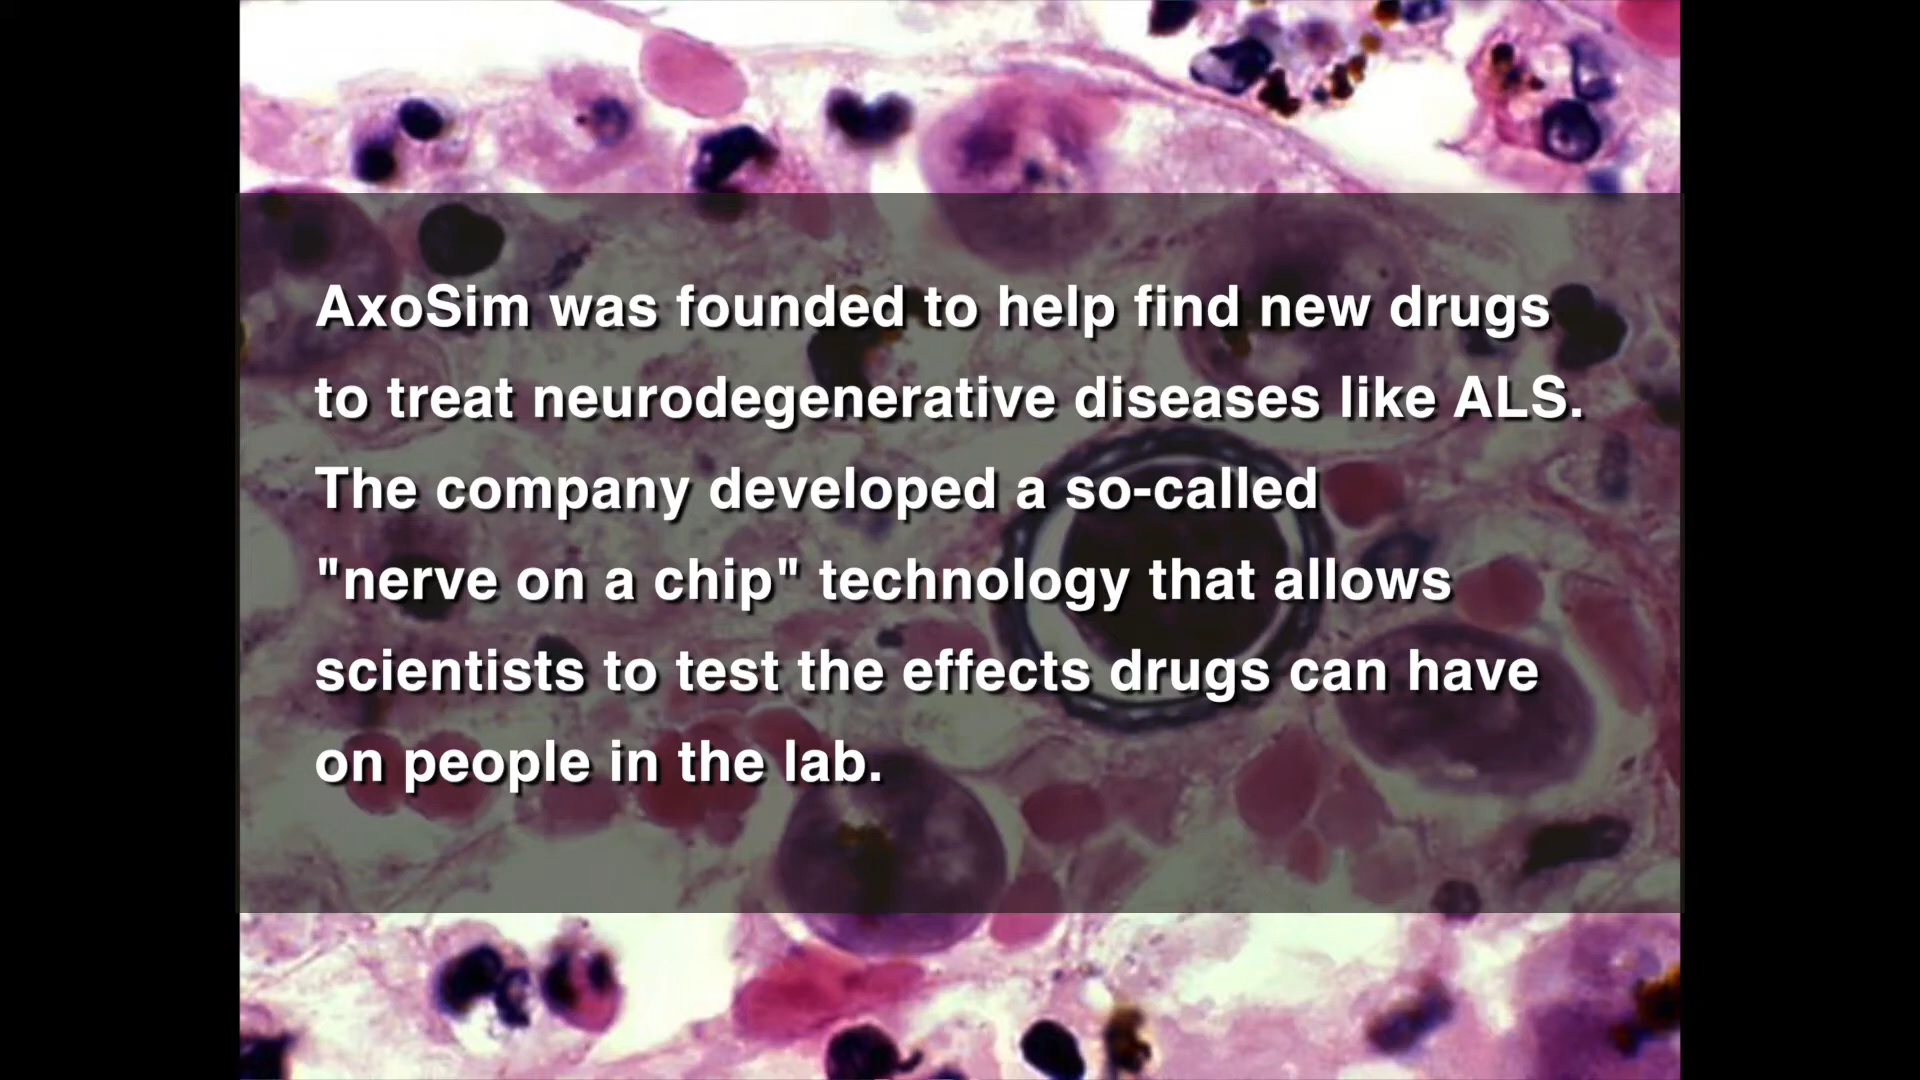 AxoSim was founded to help find new drugs
to treat neurodegenerative diseases like ALS.
The company developed a so-called
"nerve on a chip" technology that allows
scientists to test the effects drugs can have
on people in the lab.